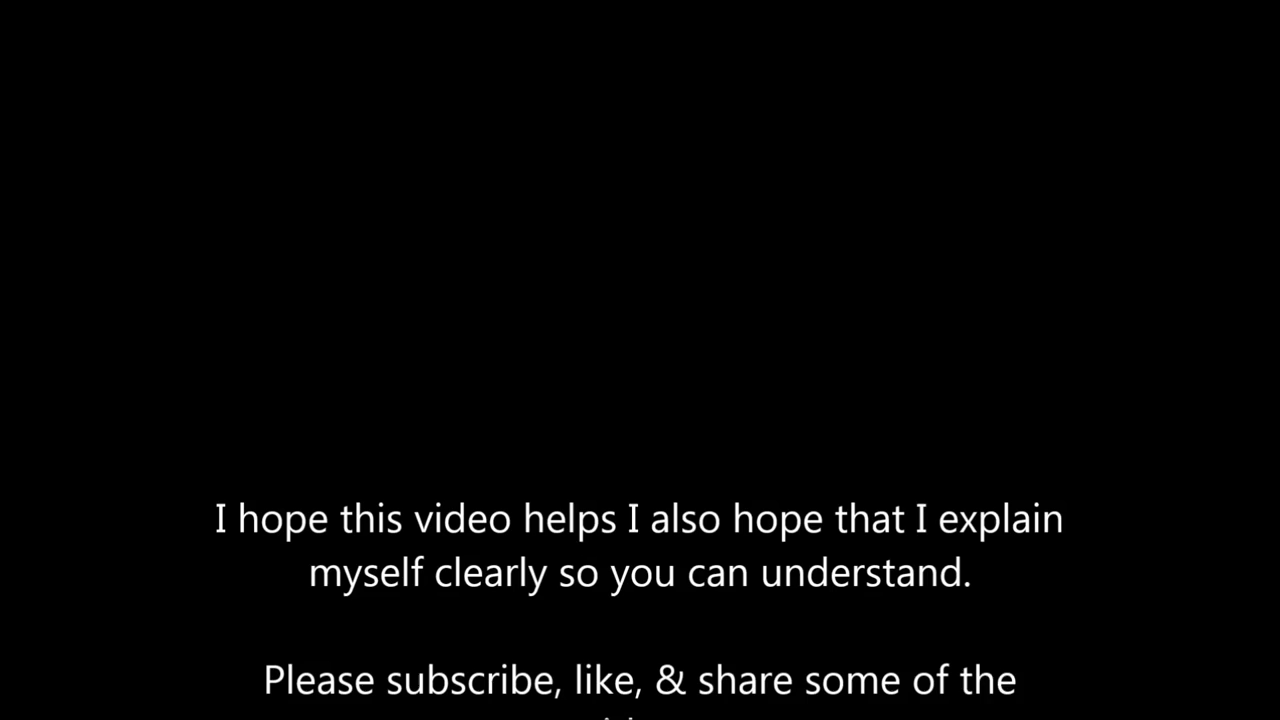 I hope this video helps I also hope that I explain
myself clearly so you can understand.
Please subscribe, like, & share some of the